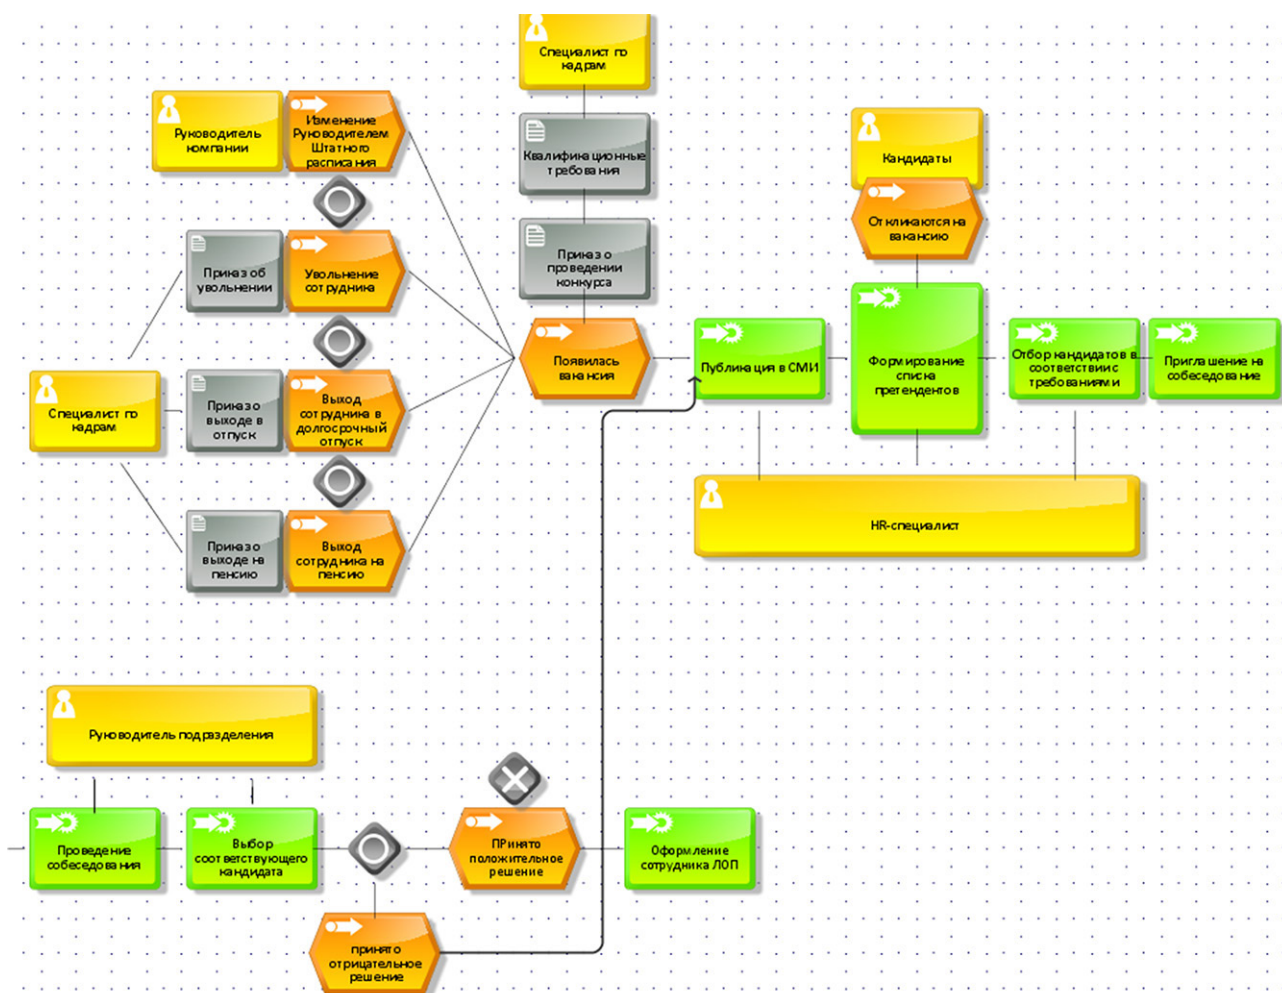 Специалист по
кадрам
Руководитель
компании
Изменение
Руководителем
Штатного
расписания
Квалификационные
требования
Кандидаты
Откликаются на
вакансию
Приказ об
увольнении
Увольнение
сотрудника
Приказ о
проведении
конкурса
Появилась
вакансия
Публикация в СМИ
Формирование
списка
претендентов
Отбор кандидатов в
соответствии с
требованиями
Приглашение на
собеседование
Специалист по
кадрам
Приказ о
выходе в
отпуск
Выход
сотрудника в
долгосрочный
отпуск
HR-специалист
Приказ о
выходе на
пенсию
Выход
сотрудника на
пенсию
Руководитель подразделения
Проведение
собеседования
Выбор
соответствующего
кандидата
ПРинято
положительное
решение
Оформление
сотрудника ЛОП
принято
отрицательное
решение